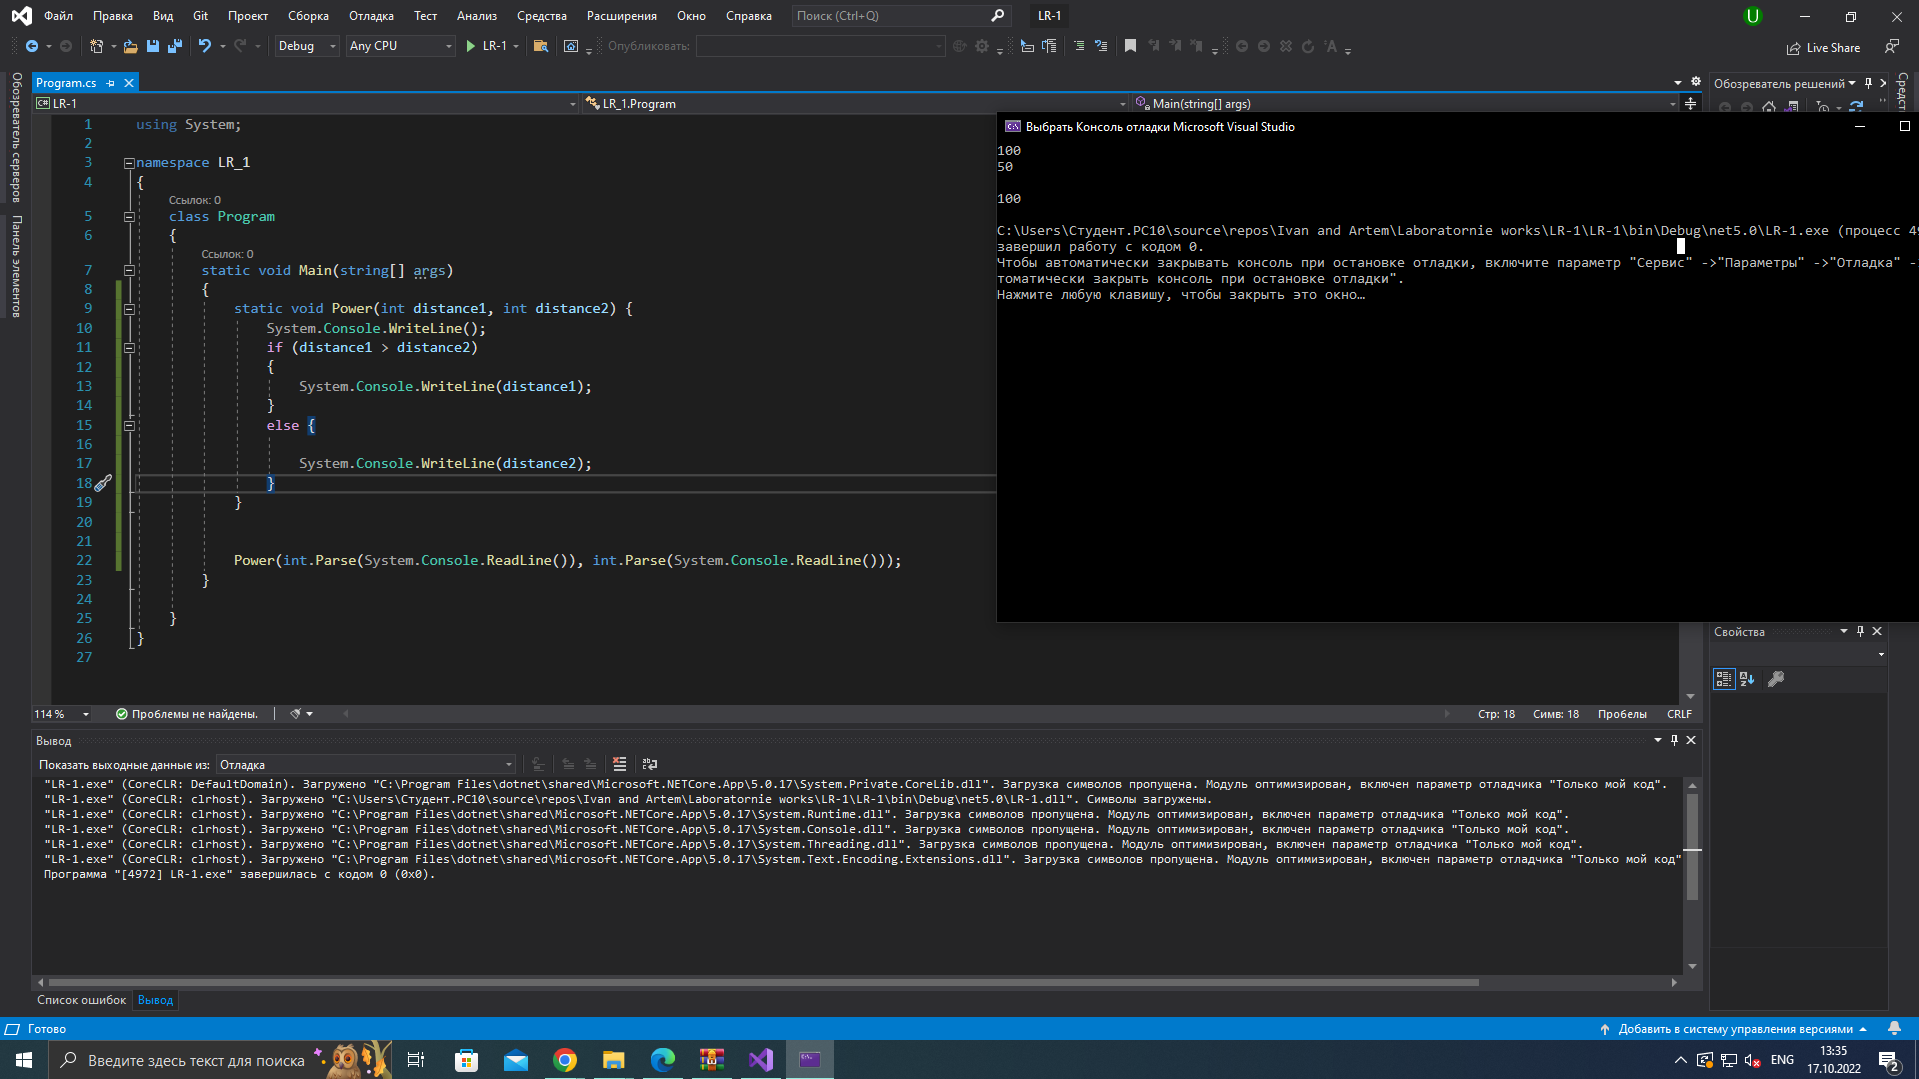 Файл Правка Вид Git Проект Сборка Отладка Тест Анализ Средства Расширения Окно Справка Поиск (Ctrl+Q) LR-1 U
Debug Any CPU LR-1 Опубликовать: Live Share
Обозреватель серверов
Панель элементов
Program.cs
LR-1 LR_1.Program Main(string[] args)
1 using System;
2
3 namespace LR_1
4 {
Ссылок: 0
5 class Program
6 {
Ссылок: 0
7 static void Main(string[] args)
8 {
9 static void Power(int distance1, int distance2) {
10 System.Console.WriteLine();
11 if (distance1 > distance2)
12 {
13 System.Console.WriteLine(distance1);
14 }
15 else {
16
17 System.Console.WriteLine(distance2);
18 }
19 }
20
21
22 Power(int.Parse(System.Console.ReadLine()), int.Parse(System.Console.ReadLine()));
23 }
24
25 }
26 }
27
114 % Проблемы не найдены. Стр: 18 Симв: 18 Пробелы CRLF
Обозреватель решений
Выбрать Консоль отладки Microsoft Visual Studio
100
50
100
C:\Users\Студент.PC10\source\repos\Ivan and Artem\Laboratornie works\LR-1\LR-1\bin\Debug\net5.0\LR-1.exe (процесс
завершил работу с кодом 0.
Чтобы автоматически закрывать консоль при остановке отладки, включите параметр "Сервис" ->"Параметры" ->"Отладка" -
томатически закрыть консоль при остановке отладки".
Нажмите любую клавишу, чтобы закрыть это окно…
Свойства
Вывод
Показать выходные данные из: Отладка
"LR-1.exe" (CoreCLR: DefaultDomain). Загружено "C:\Program Files\dotnet\shared\Microsoft.NETCore.App\5.0.17\System.Private.CoreLib.dll". Загрузка символов пропущена. Модуль оптимизирован, включен параметр отладчика "Только мой код".
"LR-1.exe" (CoreCLR: clrhost). Загружено "C:\Users\Студент.PC10\source\repos\Ivan and Artem\Laboratornie works\LR-1\LR-1\bin\Debug\net5.0\LR-1.dll". Символы загружены.
"LR-1.exe" (CoreCLR: clrhost). Загружено "C:\Program Files\dotnet\shared\Microsoft.NETCore.App\5.0.17\System.Runtime.dll". Загрузка символов пропущена. Модуль оптимизирован, включен параметр отладчика "Только мой код".
"LR-1.exe" (CoreCLR: clrhost). Загружено "C:\Program Files\dotnet\shared\Microsoft.NETCore.App\5.0.17\System.Console.dll". Загрузка символов пропущена. Модуль оптимизирован, включен параметр отладчика "Только мой код".
"LR-1.exe" (CoreCLR: clrhost). Загружено "C:\Program Files\dotnet\shared\Microsoft.NETCore.App\5.0.17\System.Threading.dll". Загрузка символов пропущена. Модуль оптимизирован, включен параметр отладчика "Только мой код".
"LR-1.exe" (CoreCLR: clrhost). Загружено "C:\Program Files\dotnet\shared\Microsoft.NETCore.App\5.0.17\System.Text.Encoding.Extensions.dll". Загрузка символов пропущена. Модуль оптимизирован, включен параметр отладчика "Только мой код"
Программа "[4972] LR-1.exe" завершилась с кодом 0 (0x0).
Список ошибок Вывод
Готово Добавить в систему управления версиями
Введите здесь текст для поиска ENG 13:35
17.10.2022 2